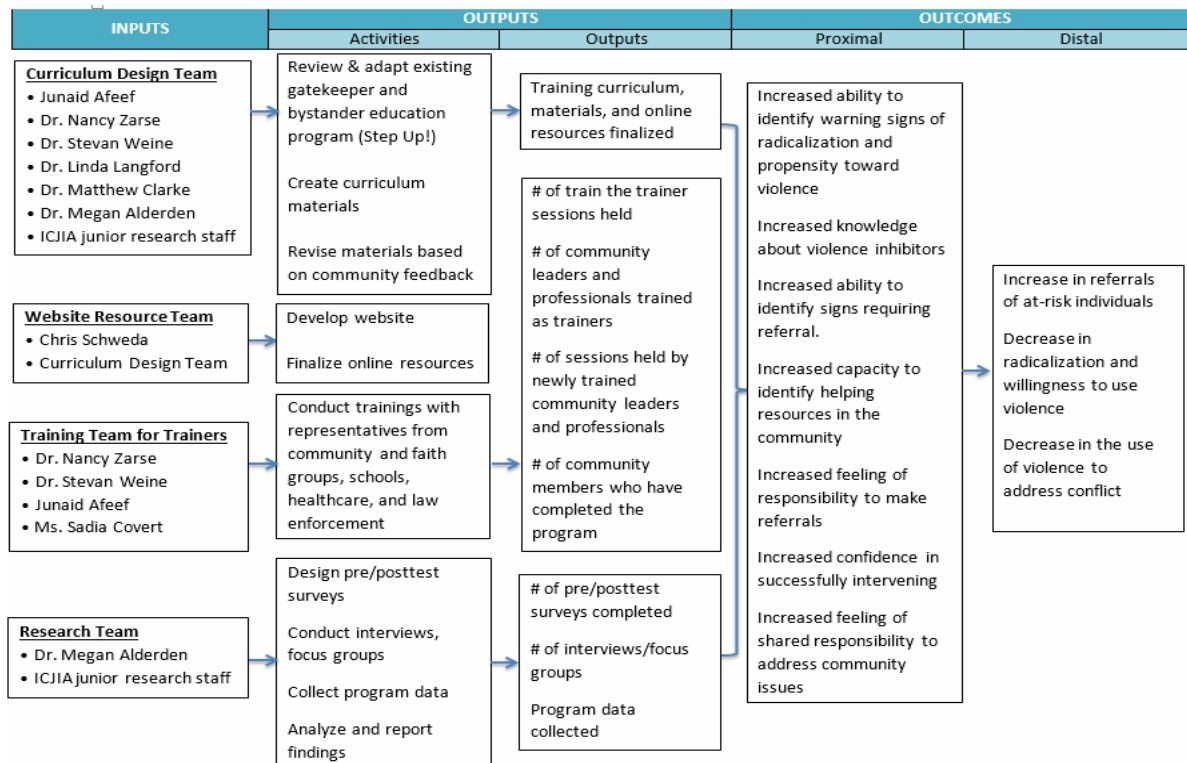 INPUTS
OUTPUTS
OUTCOMES
Activities
Outputs
Proximal
Distal
Curriculum Design Team
• Junaid Afeef
• Dr. Nancy Zarse
• Dr. Stevan Weine
• Dr. Linda Langford
• Dr. Matthew Clarke
• Dr. Megan Alderden
• ICJIA junior research staff
Website Resource Team
• Chris Schweda
• Curriculum Design Team
Training Team for Trainers
• Dr. Nancy Zarse
• Dr. Stevan Weine
• Junaid Afeef
• Ms. Sadia Covert
Research Team
• Dr. Megan Alderden
• ICJIA junior research staff
Review & adapt existing
gatekeeper and
bystander education
program (Step Up!)
Create curriculum
materials
Revise materials based
on community feedback
Develop website
Finalize online resources
Conduct trainings with
representatives from
community and faith
groups, schools,
healthcare, and law
enforcement
Design pre/posttest
surveys
Conduct interviews,
focus groups
Collect program data
Analyze and report
findings
Training curriculum,
materials, and online
resources finalized
# of train the trainer
sessions held
# of community
leaders and
professionals trained
as trainers
# of sessions held by
newly trained
community leaders
and professionals
# of community
members who have
completed the
program
# of pre/posttest
surveys completed
# of interviews/focus
groups
Program data
collected
Increased ability to
identify warning signs of
radicalization and
propensity toward
violence
Increased knowledge
about violence inhibitors
Increased ability to
identify signs requiring
referral.
Increased capacity to
identify helping
resources in the
community
Increased feeling of
responsibility to make
referrals
Increased confidence in
successfully intervening
Increased feeling of
shared responsibility to
address community
issues
Increase in referrals
of at-risk individuals
Decrease in
radicalization and
willingness to use
violence
Decrease in the use
of violence to
address conflict